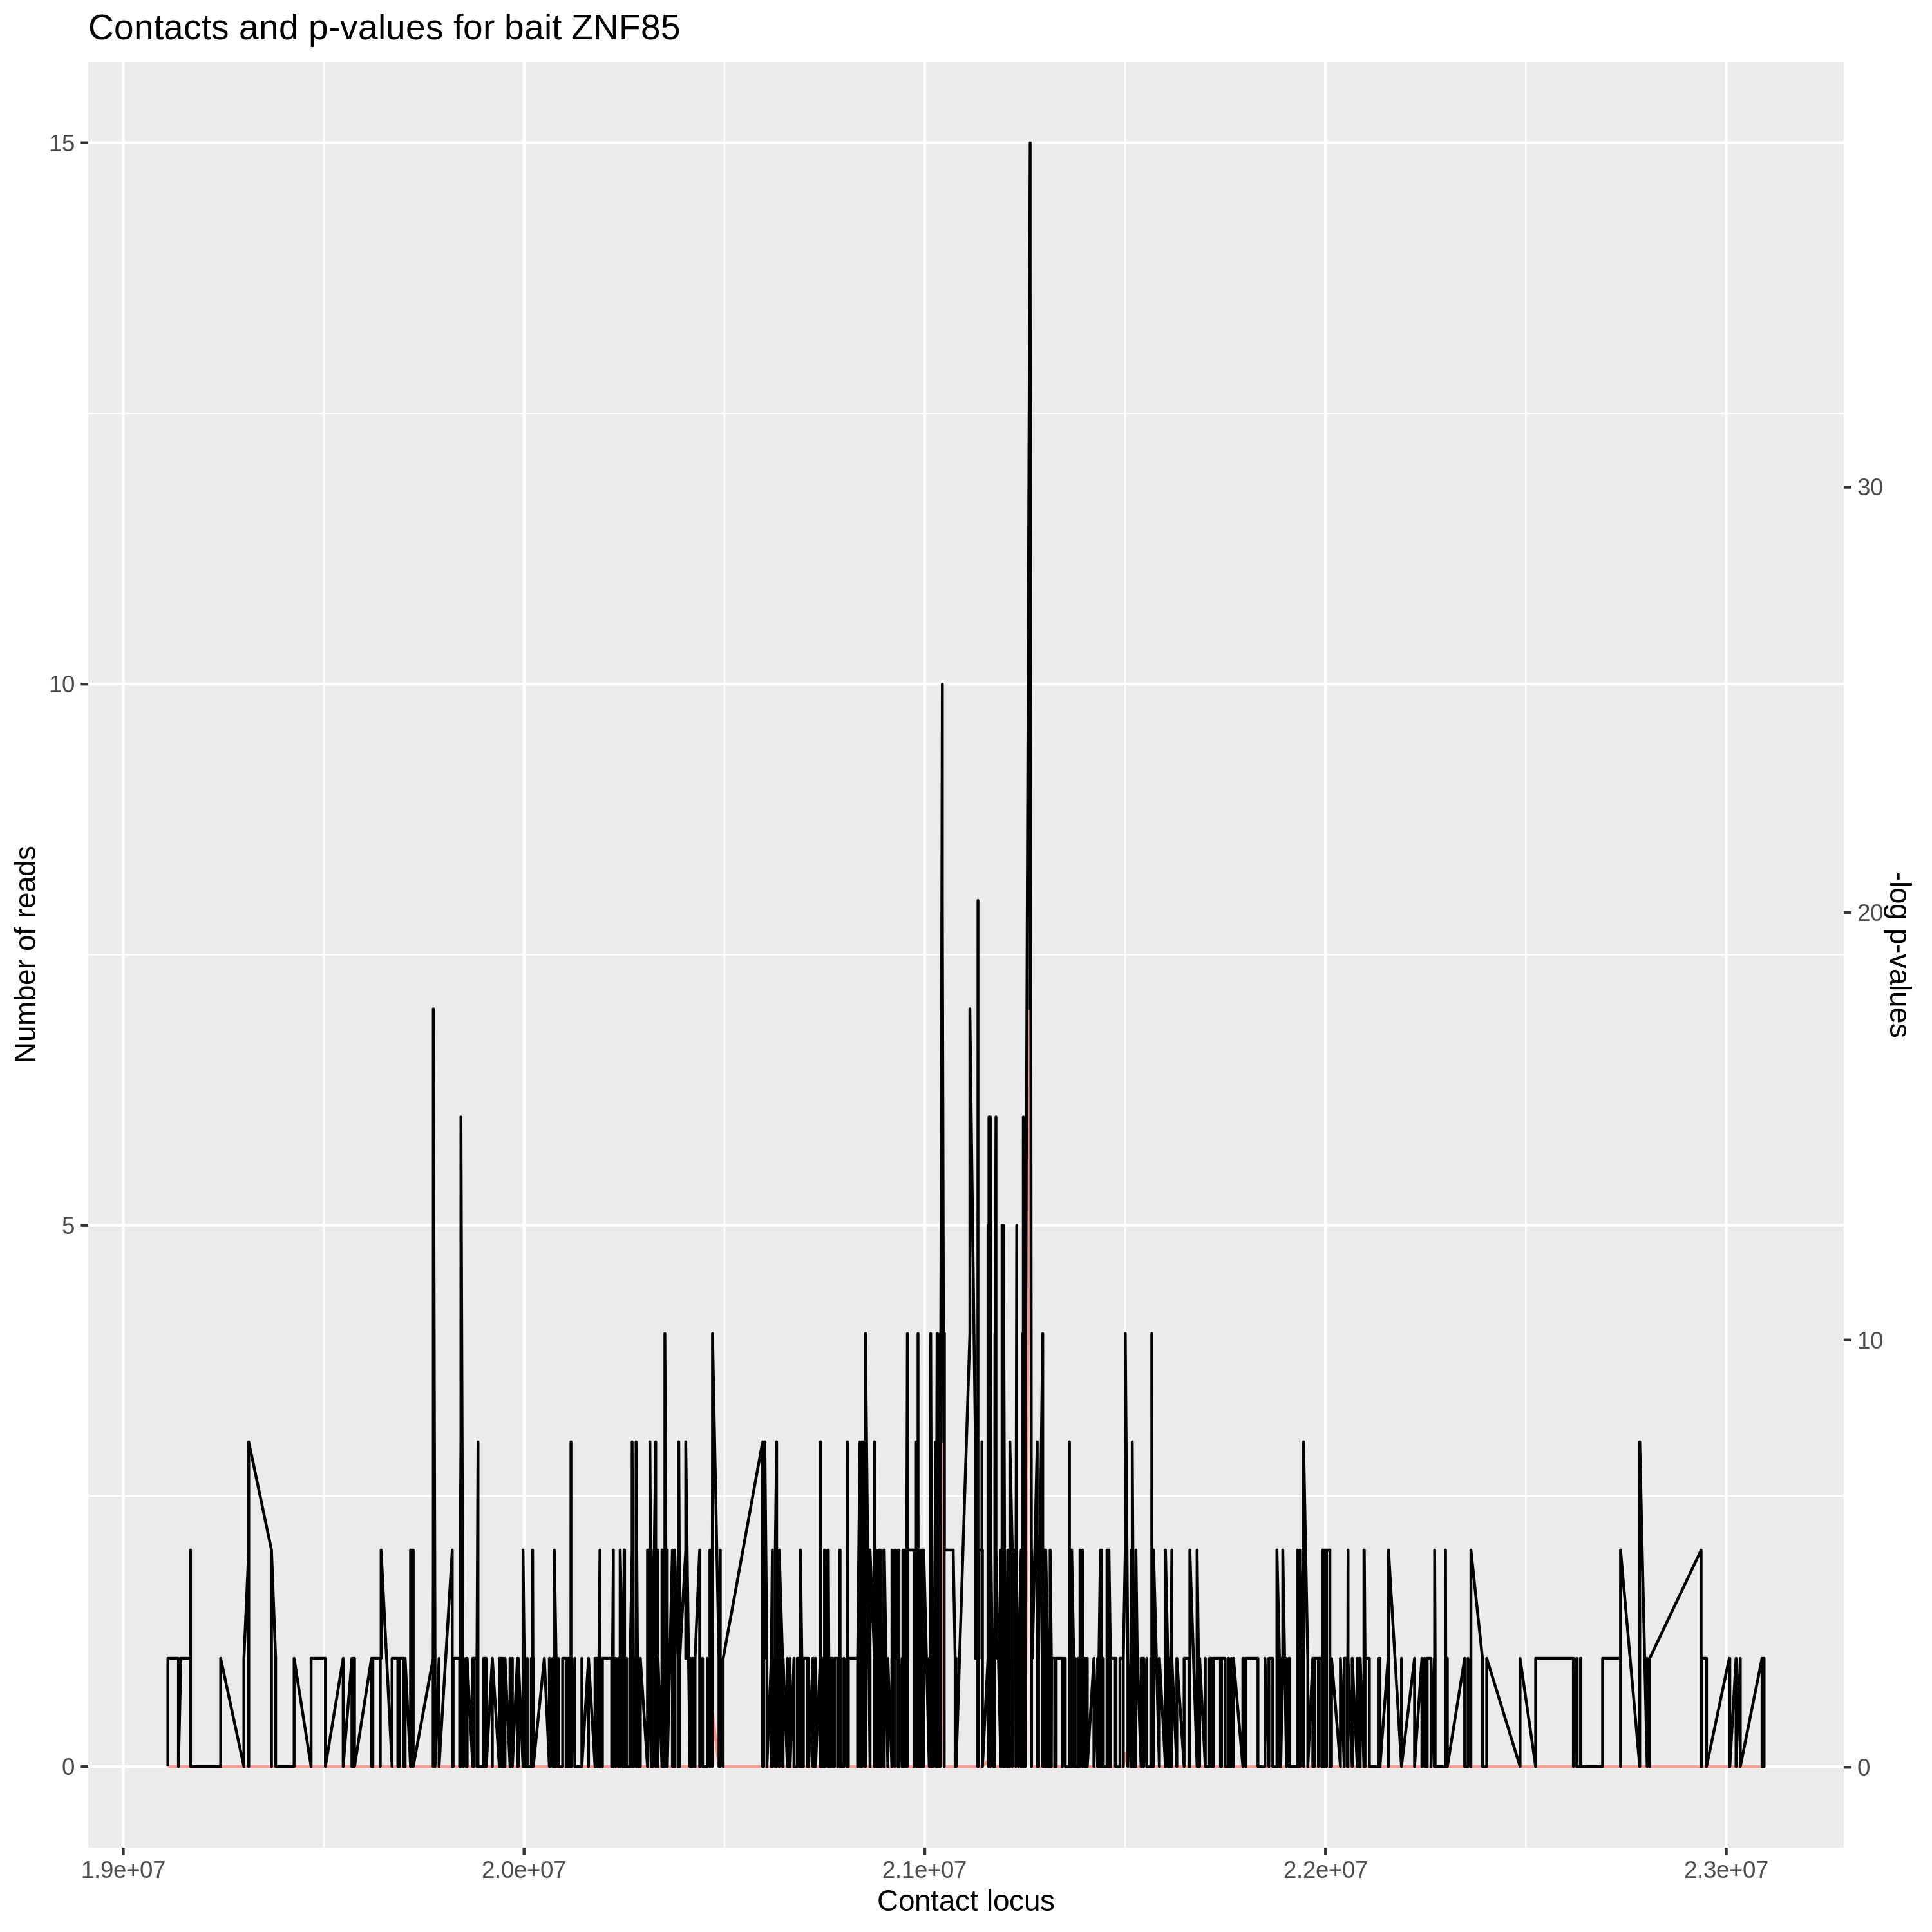 Contacts and p-values for bait ZNF85
15
10
5
0
Number of reads
30
20
10
0
-log p-values
1.9e+07 2.0e+07 2.1e+07 2.2e+07 2.3e+07
Contact locus